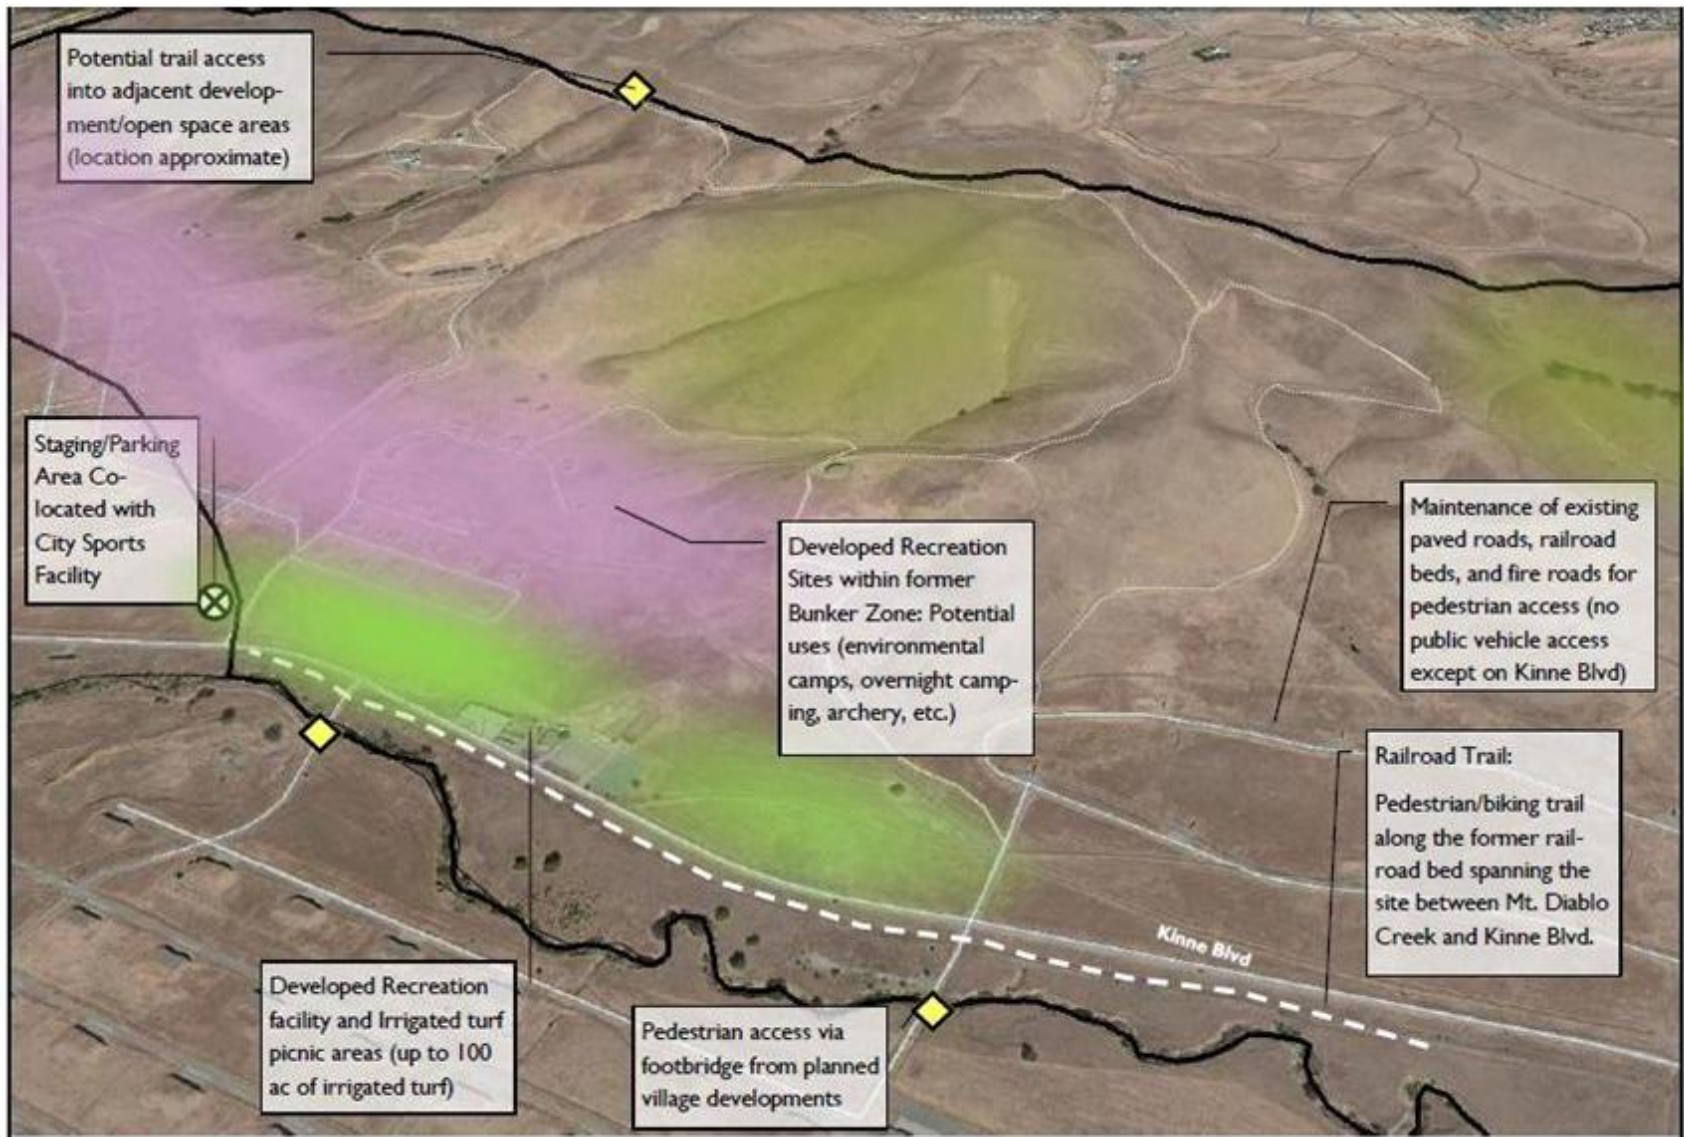 Potential trail access
into adjacent develop-
ment/open space areas
(location approximate)
Staging/Parking
Area Co-
located with
City Sports
Facility
Developed Recreation
Sites within former
Bunker Zone: Potential
uses (environmental
camps, overnight camp-
ing, archery, etc.)
Maintenance of existing
paved roads, railroad
beds, and fire roads for
pedestrian access (no
public vehicle access
except on Kinne Blvd)
Railroad Trail:
Pedestrian/biking trail
along the former rail-
road bed spanning the
site between Mt. Diablo
Creek and Kinne Blvd.
Kinne Blvd
Developed Recreation
facility and Irrigated turf
picnic areas (up to 100
ac of irrigated turf)
Pedestrian access via
footbridge from planned
village developments